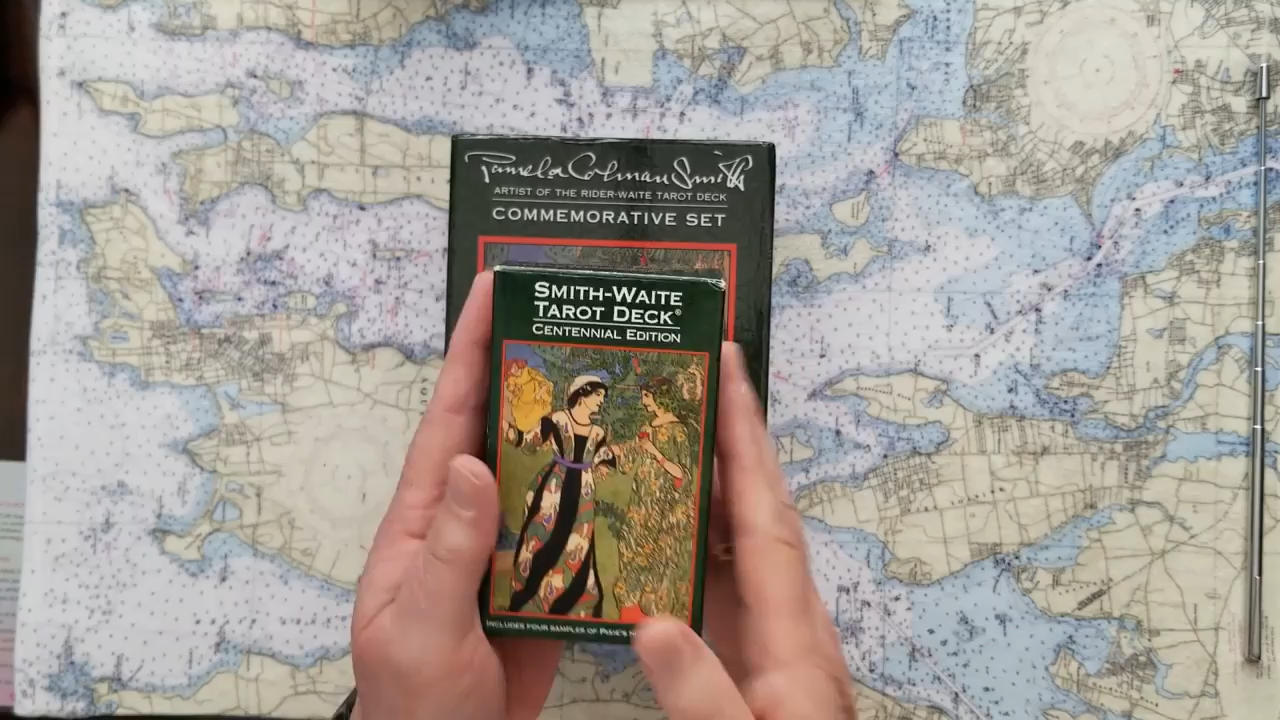 Pamela Colman Smith
ARTIST OF THE RIDER-WAITE TAROT DECK
COMMEMORATIVE SET
SMITH-WAITE
TAROT DECK®
CENTENNIAL EDITION
INCLUDES FOUR SAMPLES OF PIXIE'S